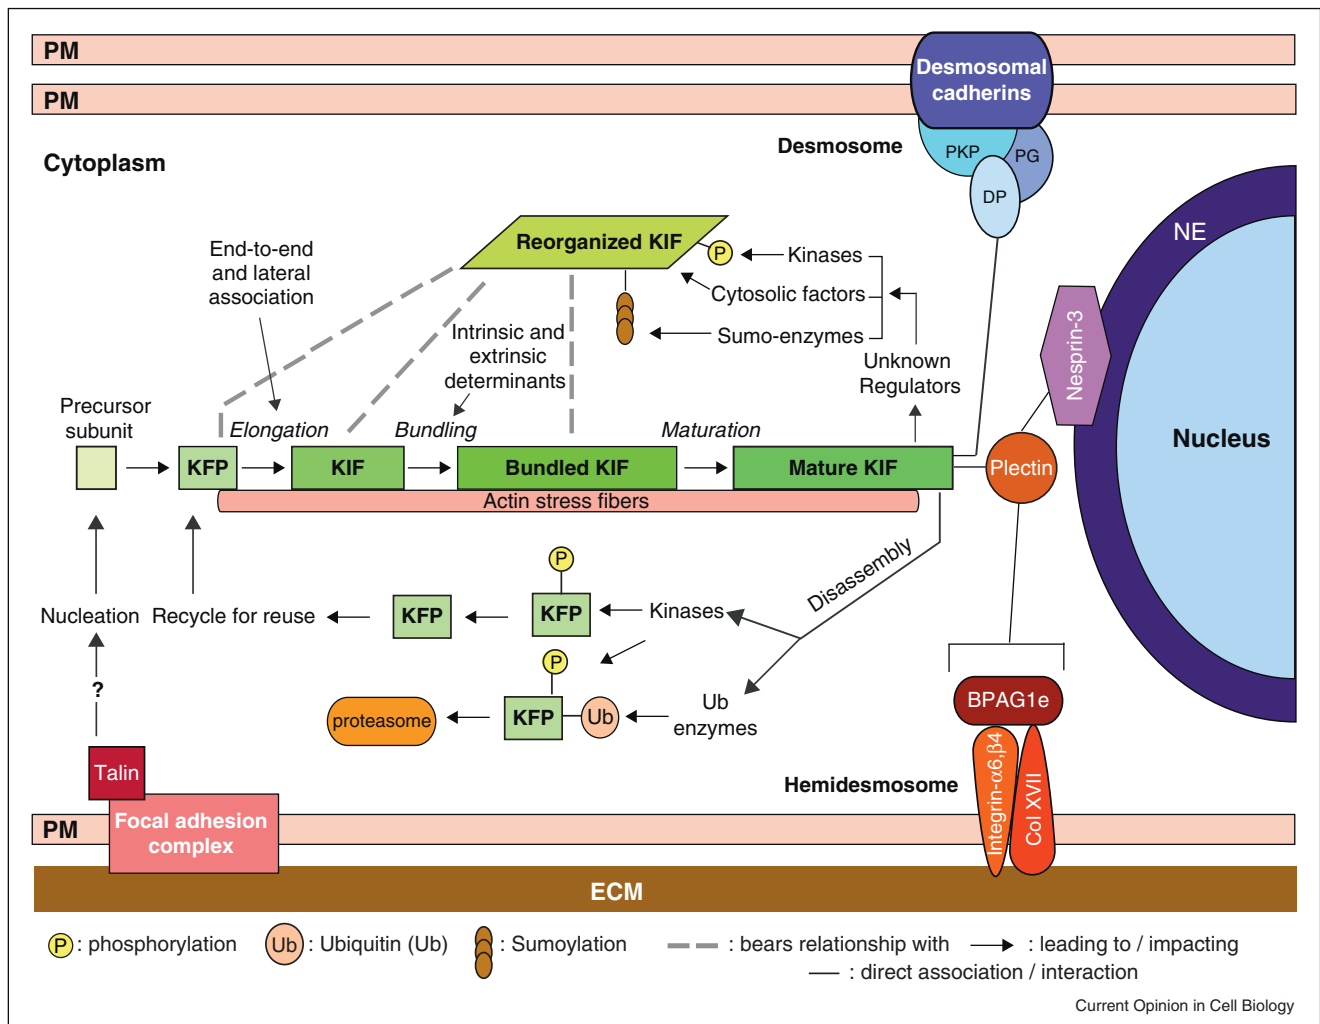 PM
Desmosomal
cadherins
PM
Desmosome
PKP
PG
DP
Cytoplasm
NE
Nucleus
Nesprin-3
Reorganized KIF
P
Kinases
Cytosolic factors
Sumo-enzymes
Unknown
Regulators
End-to-end
and lateral
association
Intrinsic and
extrinsic
determinants
Precursor
subunit
Elongation
Bundling
Maturation
KFP
KIF
Bundled KIF
Mature KIF
Plectin
Actin stress fibers
Disassembly
P
Nucleation
Recycle for reuse
KFP
KFP
Kinases
P
?
proteasome
KFP
Ub
Ub
enzymes
BPAG1e
Talin
Hemidesmosome
Integrin-α6,β4
Col XVII
PM
Focal adhesion
complex
ECM
P : phosphorylation
Ub : Ubiquitin (Ub)
: Sumoylation
: bears relationship with
: leading to / impacting
: direct association / interaction
Current Opinion in Cell Biology